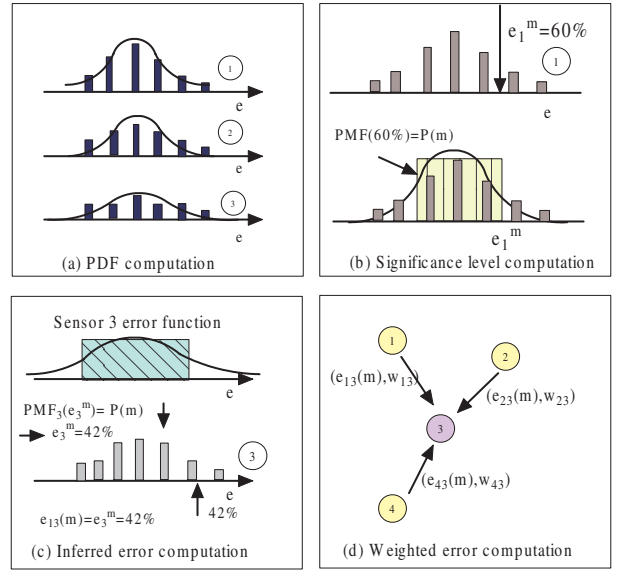 1
e
2
e
3
e
(a) PDF computation
e₁ᵐ=60%
1
e
PMF(60%)=P(m)
e₁ᵐ
(b) Significance level computation
Sensor 3 error function
e
PMF₃(e₃ᵐ)= P(m)
e₃ᵐ=42%
3
e
42%
e₁₃(m)=e₃ᵐ=42%
(c) Inferred error computation
1
2
(e₁₃(m),w₁₃)
(e₂₃(m),w₂₃)
3
(e₄₃(m),w₄₃)
4
(d) Weighted error computation